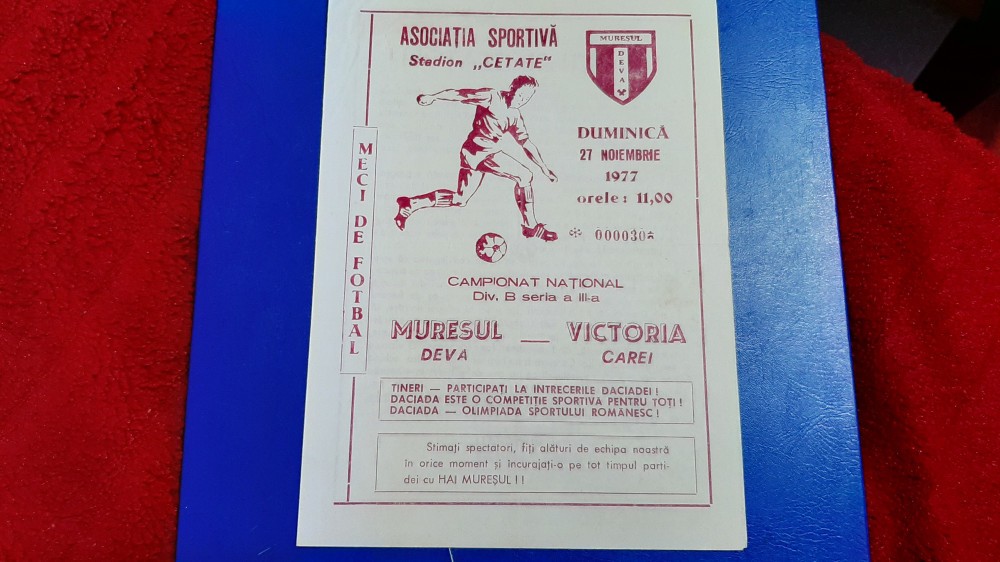 ASOCIAȚIA SPORTIVĂ
Stadion „CETATE"
MURESUL
DEVA
DUMINICĂ
27 NOIEMBRIE
1977
orele : 11,00
* 000030*
MECI DE FOTBAL
CAMPIONAT NAȚIONAL
Div. B seria a III-a
MURESUL — VICTORIA
DEVA CAREI
TINERI — PARTICIPAȚI LA INTRECERILE DACIADEI !
DACIADA ESTE O COMPETIȚIE SPORTIVĂ PENTRU TOȚI !
DACIADA — OLIMPIADA SPORTULUI ROMÂNESC !
Stimați spectatori, fiți alături de echipa noastră
în orice moment și încurajați-o pe tot timpul parti-
dei cu HAI MUREȘUL ! !